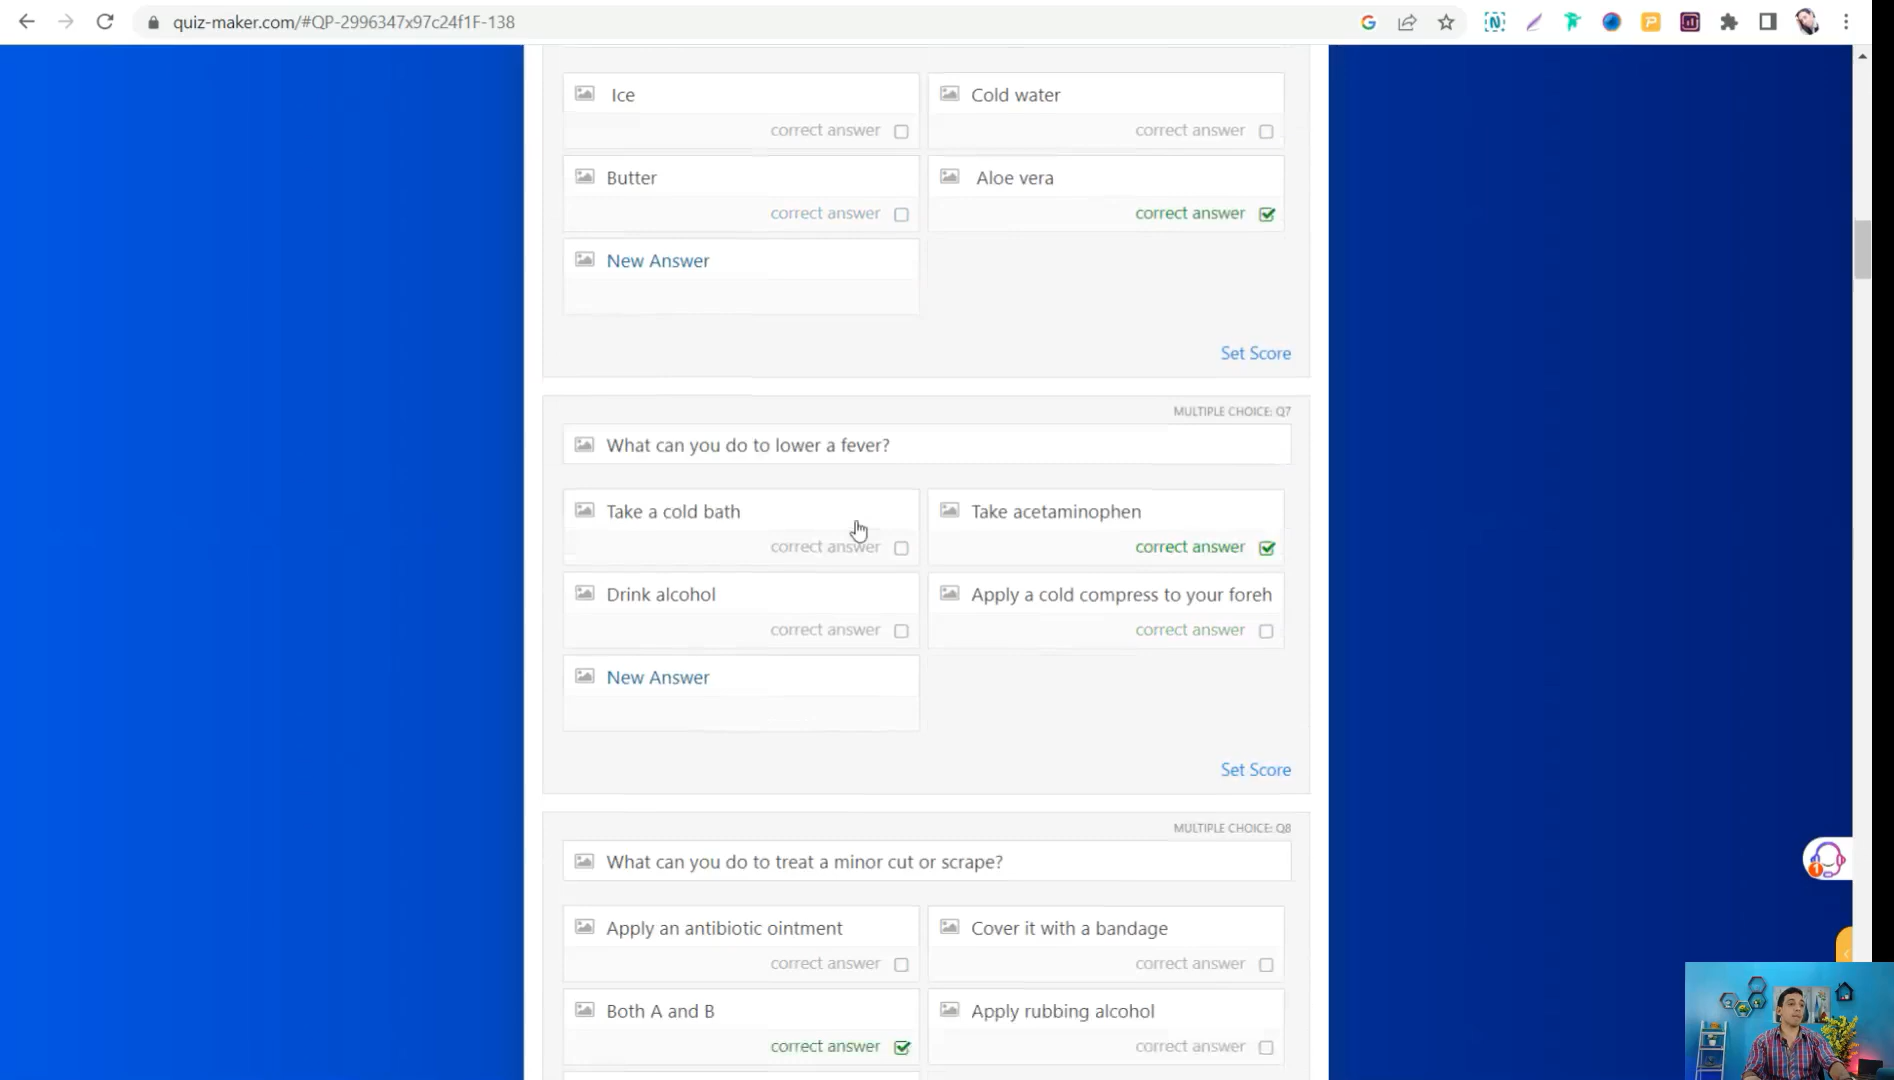 quiz-maker.com/#QP-2996347x97c24f1F-138
Ice
correct answer
Cold water
correct answer
Butter
correct answer
Aloe vera
correct answer
New Answer
Set Score
MULTIPLE CHOICE: Q7
What can you do to lower a fever?
Take a cold bath
correct answer
Take acetaminophen
correct answer
Drink alcohol
correct answer
Apply a cold compress to your foreh
correct answer
New Answer
Set Score
MULTIPLE CHOICE: Q8
What can you do to treat a minor cut or scrape?
Apply an antibiotic ointment
correct answer
Cover it with a bandage
correct answer
Both A and B
correct answer
Apply rubbing alcohol
correct answer
1